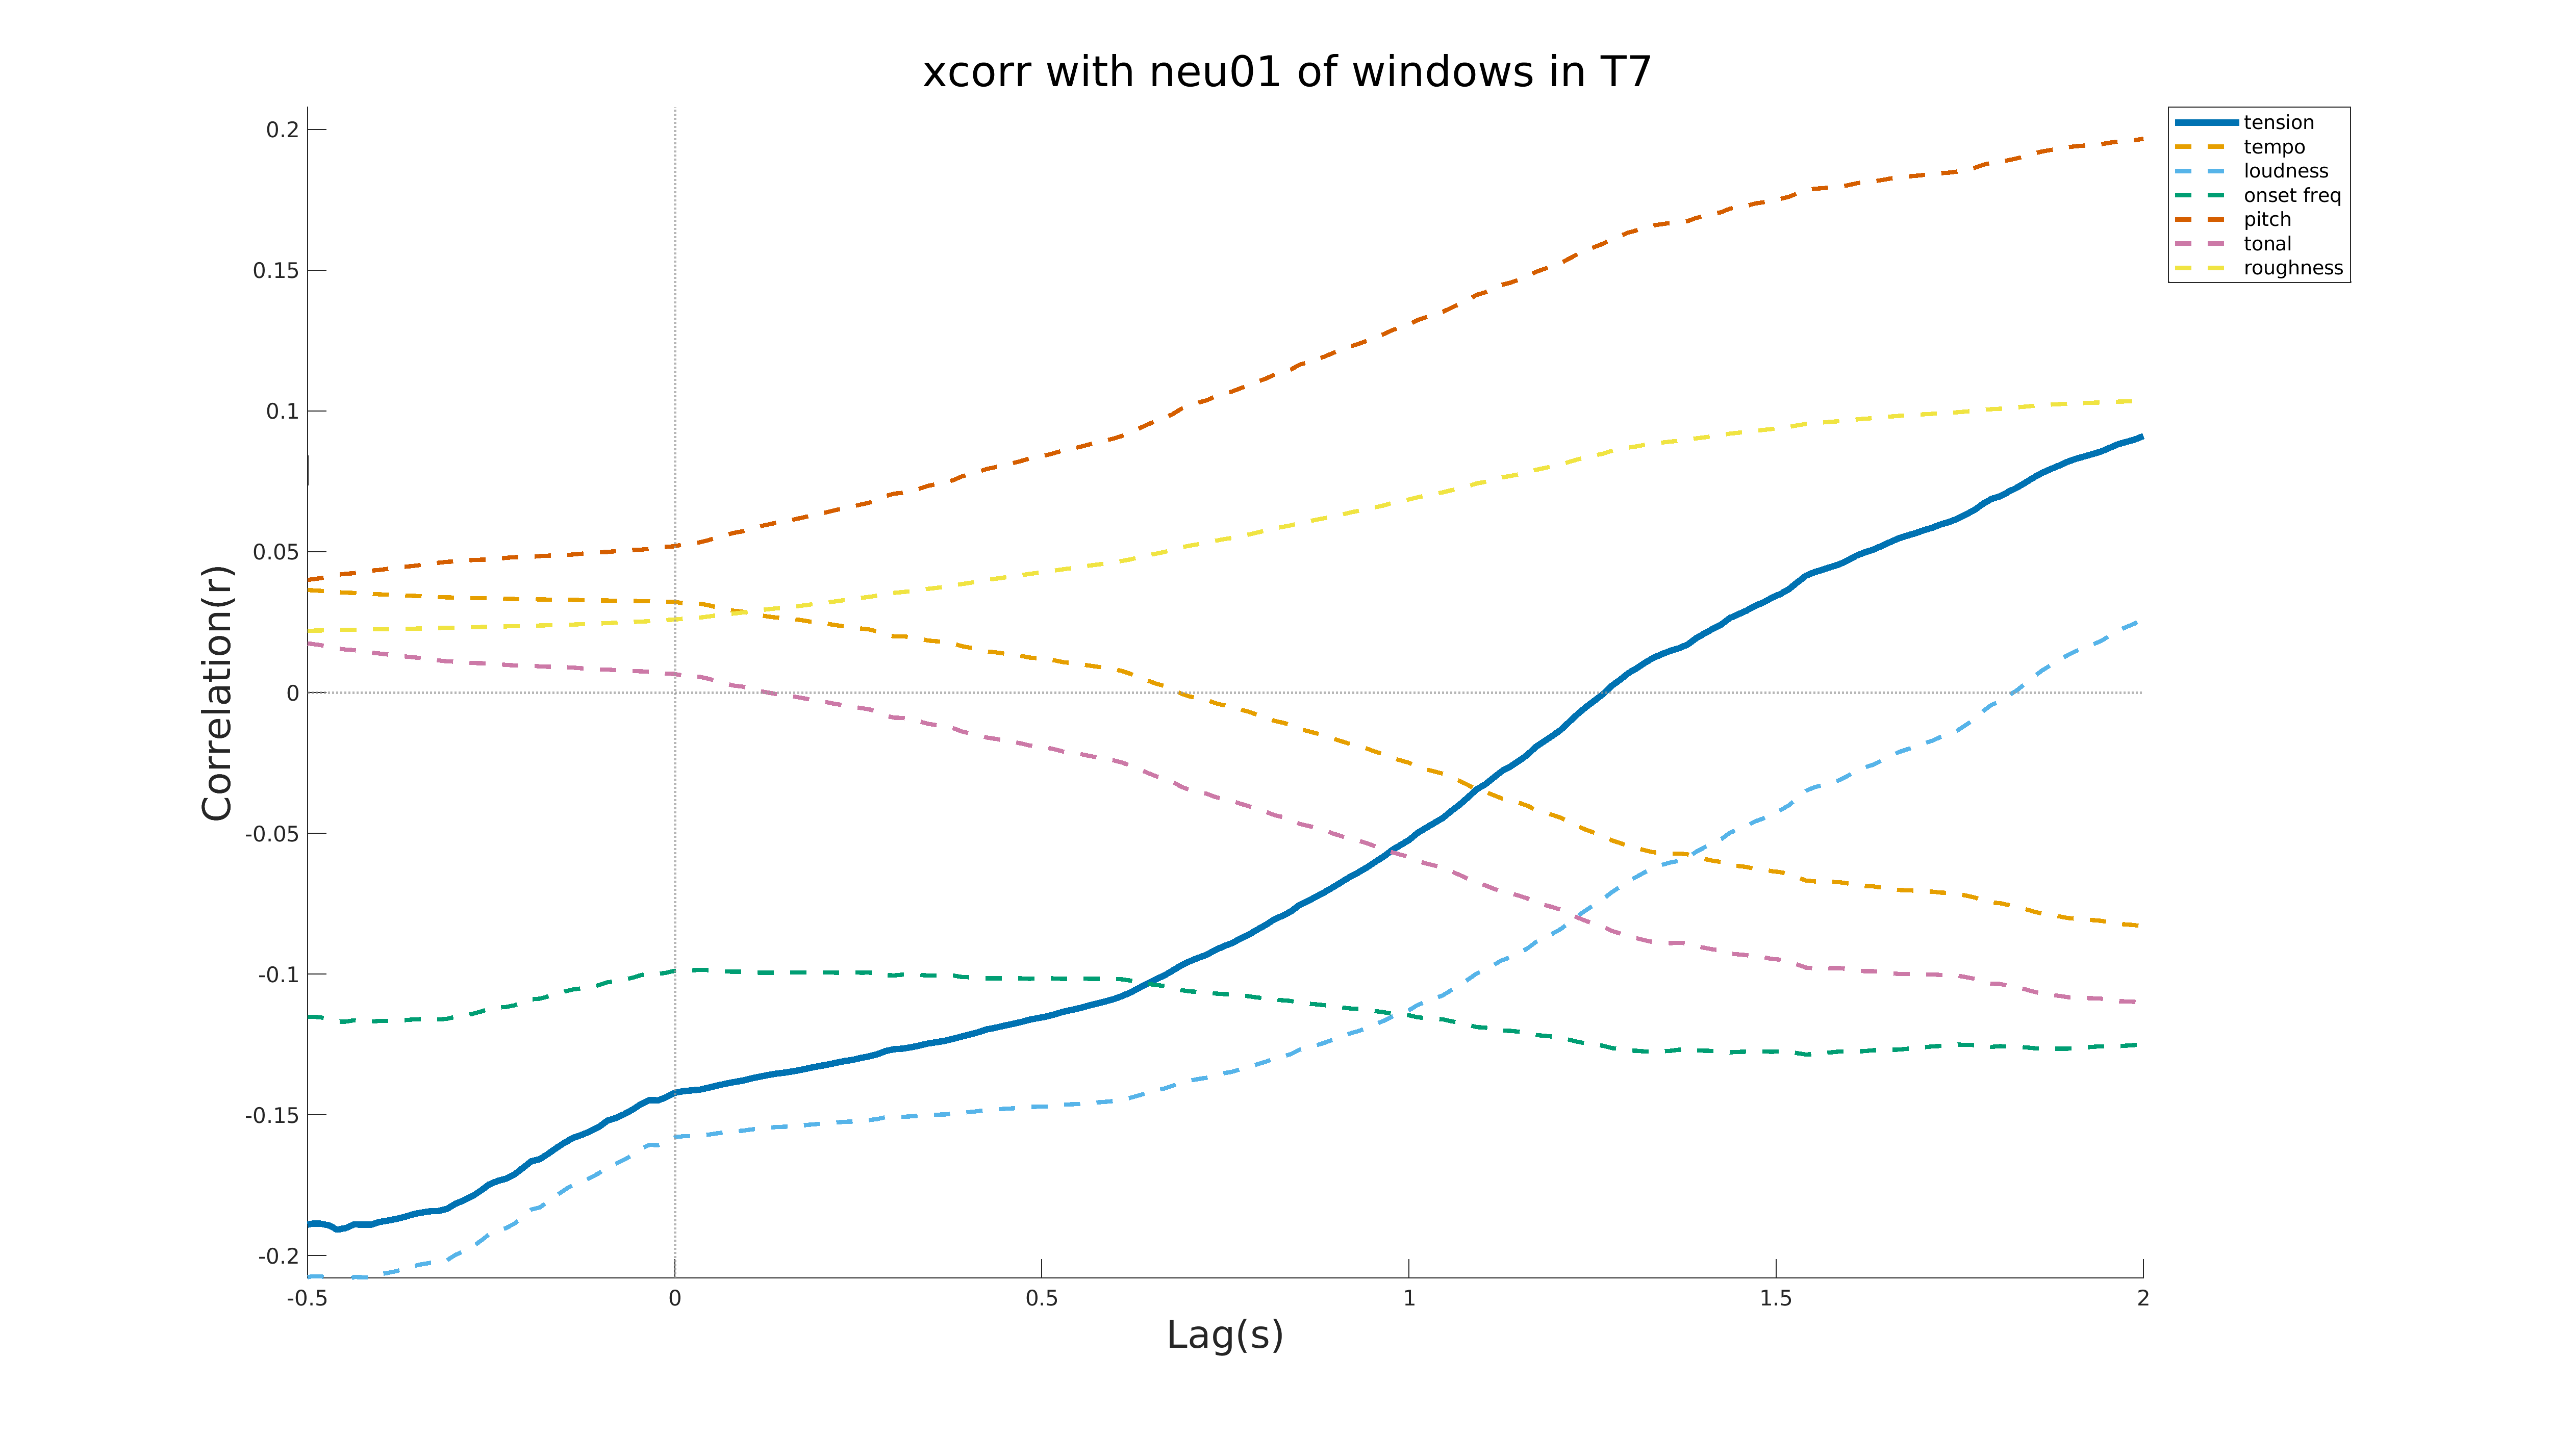 xcorr with neu01 of windows in T7
tension
tempo
loudness
onset freq
pitch
tonal
roughness
0.2
0.15
0.1
0.05
0
-0.05
-0.1
-0.15
-0.2
Correlation(r)
-0.5
0
0.5
1
1.5
2
Lag(s)